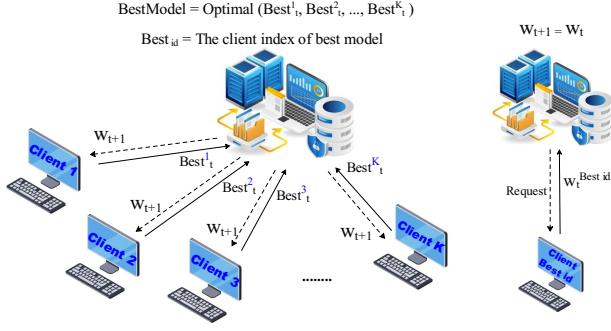 BestModel = Optimal (Best¹ₜ, Best²ₜ, ..., Bestᴷₜ )
Best id = The client index of best model
Wt+1 = Wt
Wt+1
Best¹ₜ
Client 1
Wt+1
Best²ₜ
Client 2
Wt+1
Best³ₜ
Client 3
........
Bestᴷₜ
Wt+1
Client K
Request
Wt Best id
Client
Best id